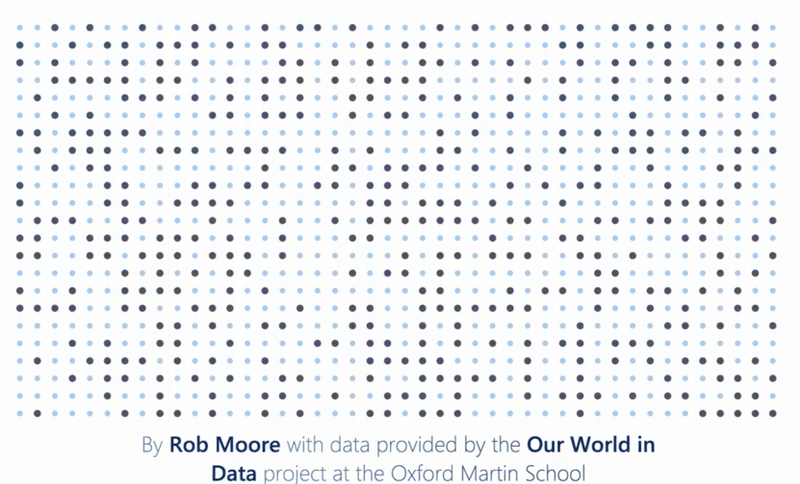 By Rob Moore with data provided by the Our World in
Data project at the Oxford Martin School